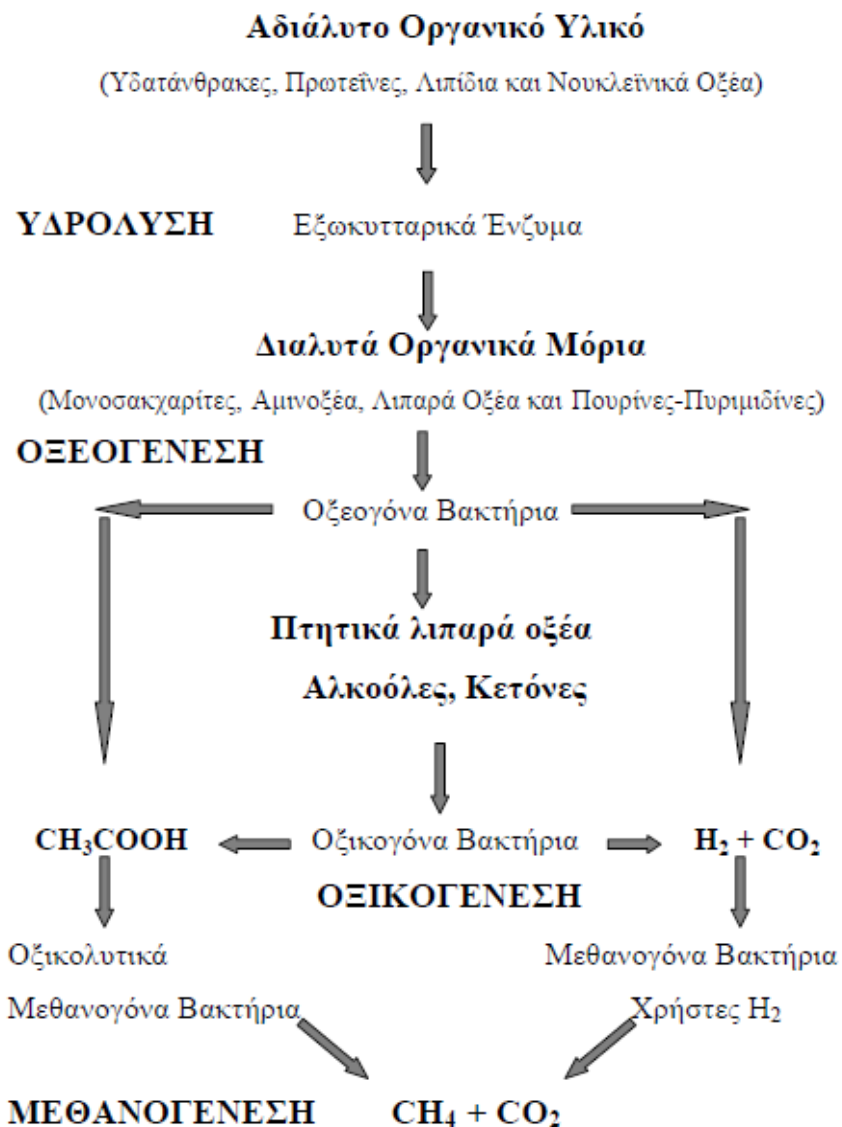 Αδιάλυτο Οργανικό Υλικό
(Υδατάνθρακες, Πρωτεΐνες, Λιπίδια και Νουκλεϊνικά Οξέα)
ΥΔΡΟΛΥΣΗ Εξωκυτταρικά Ένζυμα
Διαλυτά Οργανικά Μόρια
(Μονοσακχαρίτες, Αμινοξέα, Λιπαρά Οξέα και Πουρίνες-Πυριμιδίνες)
ΟΞΕΟΓΕΝΕΣΗ
Οξεογόνα Βακτήρια
Πτητικά λιπαρά οξέα
Αλκοόλες, Κετόνες
CH₃COOH Οξικογόνα Βακτήρια H₂ + CO₂
ΟΞΙΚΟΓΕΝΕΣΗ
Οξικολυτικά Μεθανογόνα Βακτήρια
Μεθανογόνα Βακτήρια Χρήστες H₂
ΜΕΘΑΝΟΓΕΝΕΣΗ CH₄ + CO₂